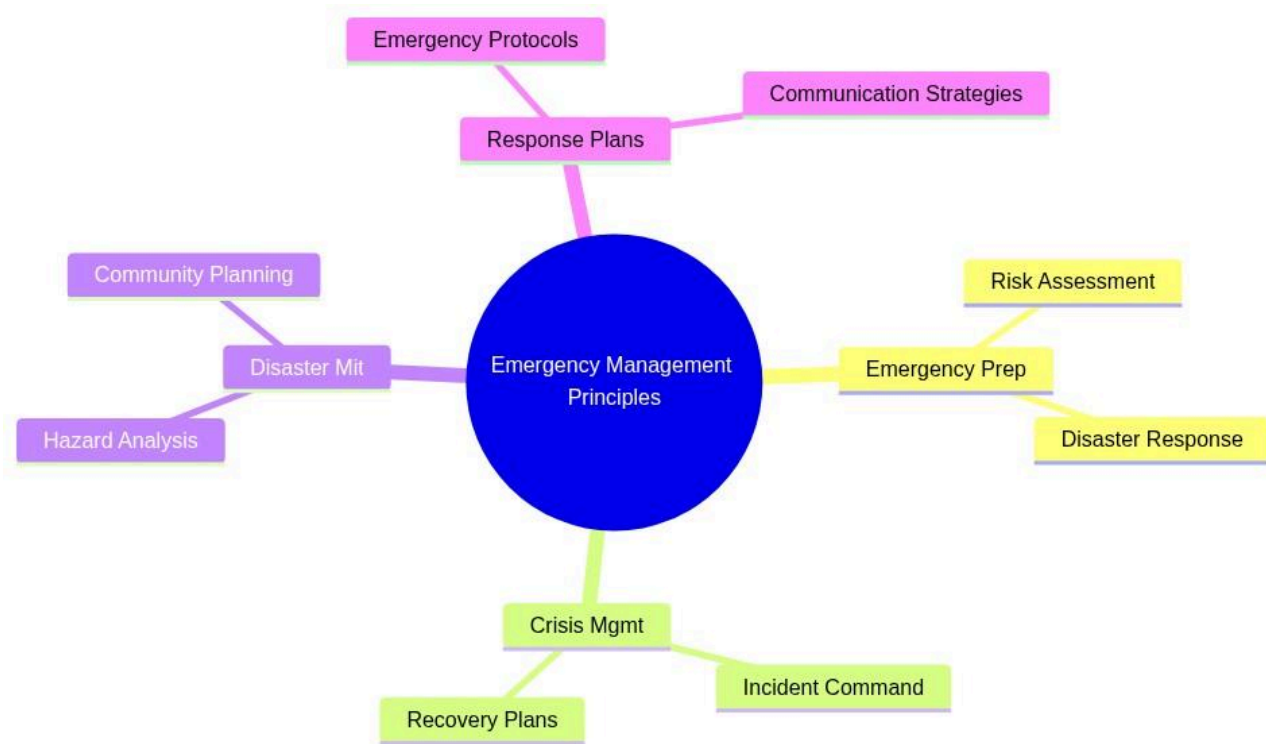 Emergency Protocols
Communication Strategies
Response Plans
Community Planning
Risk Assessment
Disaster Mit
Emergency Management
Principles
Emergency Prep
Hazard Analysis
Disaster Response
Crisis Mgmt
Incident Command
Recovery Plans